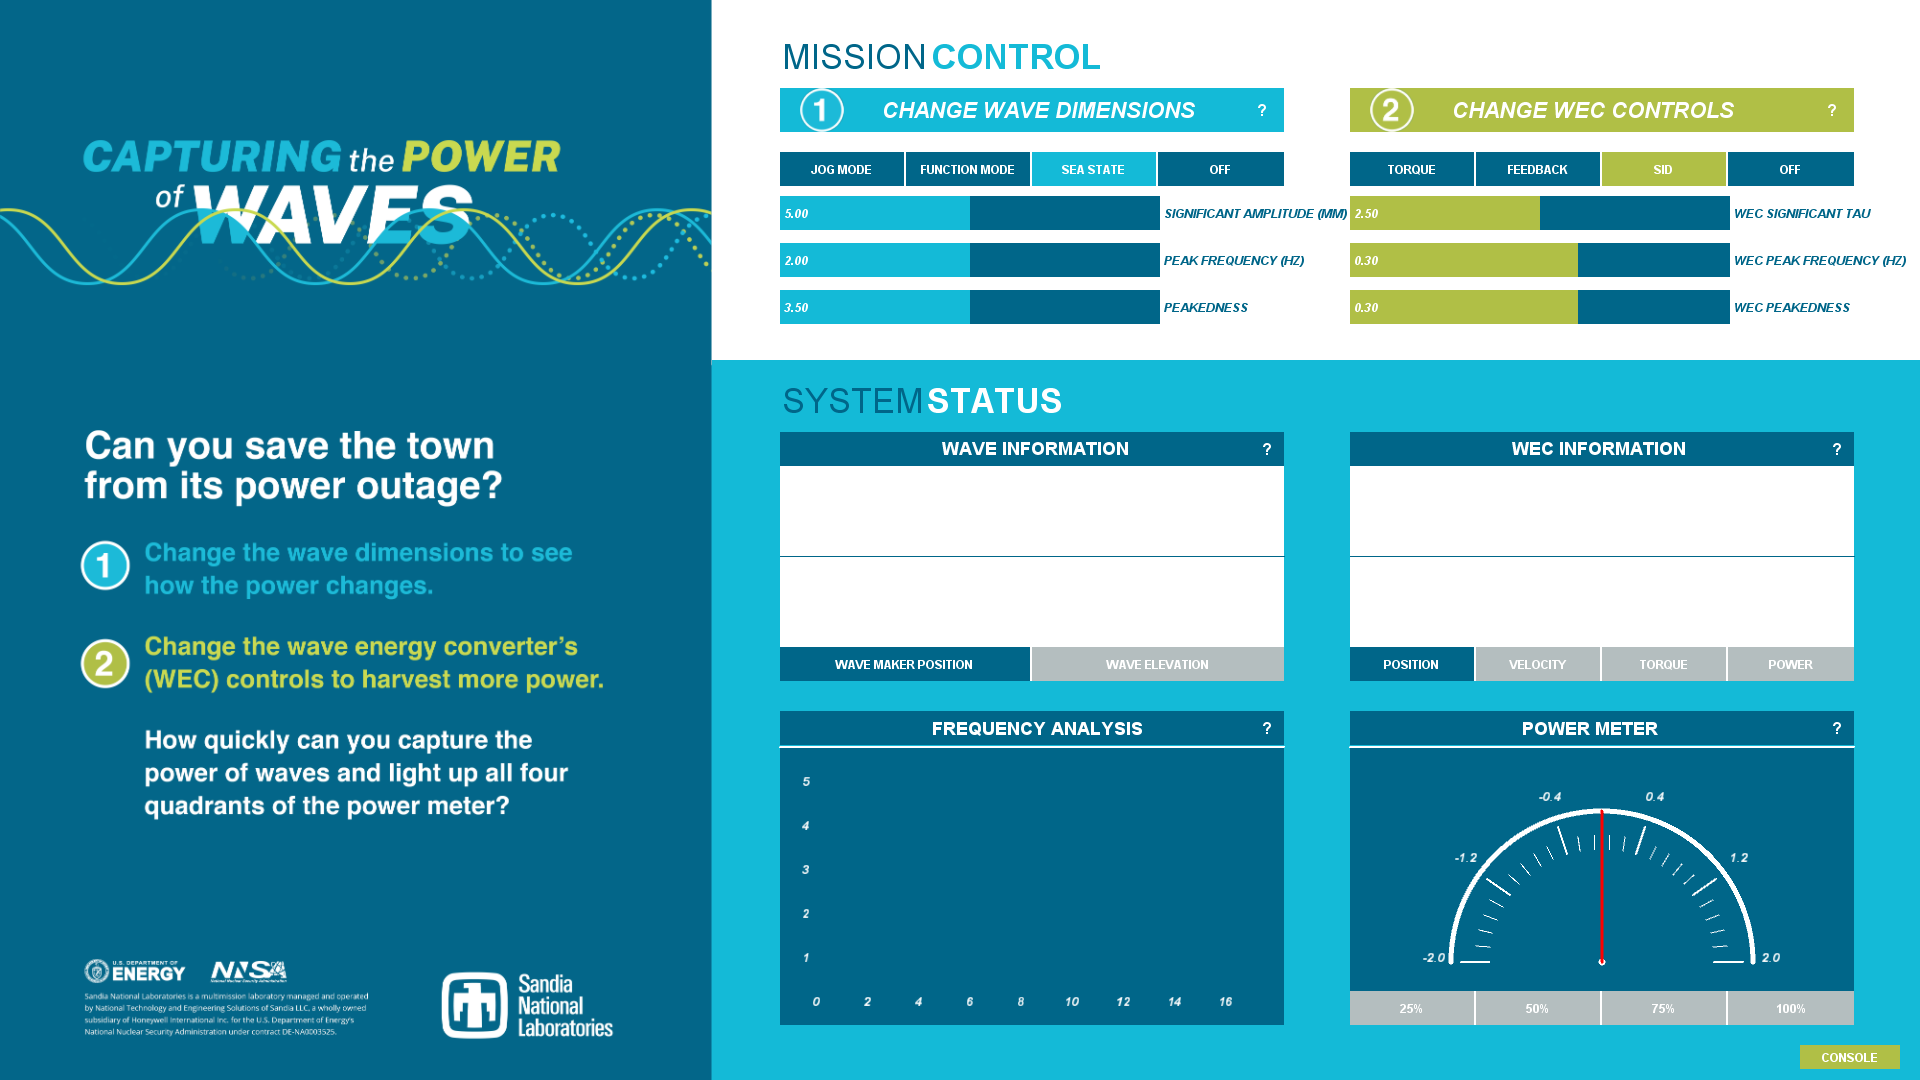 CAPTURING the POWER
of WAVES
Can you save the town
from its power outage?
1
Change the wave dimensions to see
how the power changes.
2
Change the wave energy converter's
(WEC) controls to harvest more power.
How quickly can you capture the
power of waves and light up all four
quadrants of the power meter?
U.S. DEPARTMENT OF
ENERGY
NNSA
National Nuclear Security Administration
Sandia National Laboratories is a multimission laboratory managed and operated
by National Technology and Engineering Solutions of Sandia LLC, a wholly owned
subsidiary of Honeywell International Inc. for the U.S. Department of Energy's
National Nuclear Security Administration under contract DE-NA0003525.
Sandia
National
Laboratories
MISSION CONTROL
1 CHANGE WAVE DIMENSIONS ?
JOG MODE FUNCTION MODE SEA STATE OFF
5.00 SIGNIFICANT AMPLITUDE (MM)
2.00 PEAK FREQUENCY (HZ)
3.50 PEAKEDNESS
2 CHANGE WEC CONTROLS ?
TORQUE FEEDBACK SID OFF
2.50 WEC SIGNIFICANT TAU
0.30 WEC PEAK FREQUENCY (HZ)
0.30 WEC PEAKEDNESS
SYSTEM STATUS
WAVE INFORMATION ?
WAVE MAKER POSITION WAVE ELEVATION
WEC INFORMATION ?
POSITION VELOCITY TORQUE POWER
FREQUENCY ANALYSIS ?
5
4
3
2
1
0 2 4 6 8 10 12 14 16
POWER METER ?
-0.4 0.4
-1.2 1.2
-2.0 2.0
25% 50% 75% 100%
CONSOLE